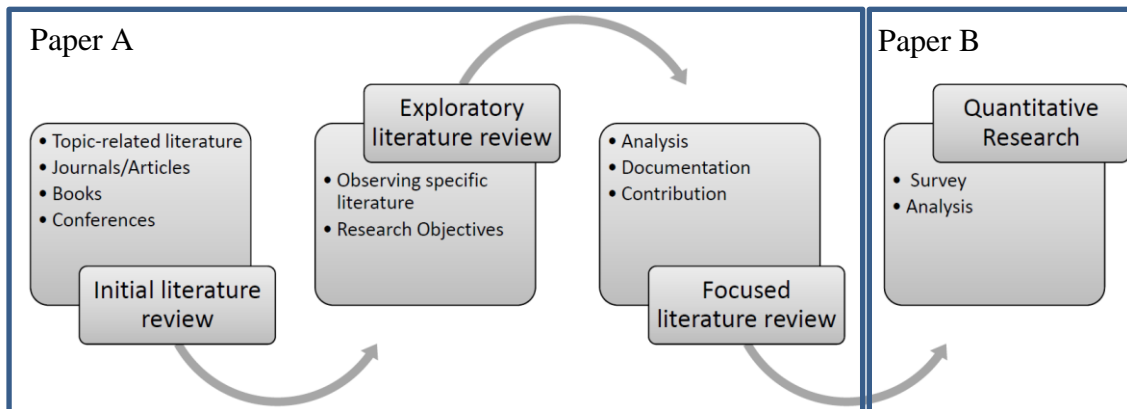 Paper A
• Topic-related literature
• Journals/Articles
• Books
• Conferences
Initial literature
review
Exploratory
literature review
• Observing specific
literature
• Research Objectives
• Analysis
• Documentation
• Contribution
Focused
literature review
Paper B
Quantitative
Research
• Survey
• Analysis